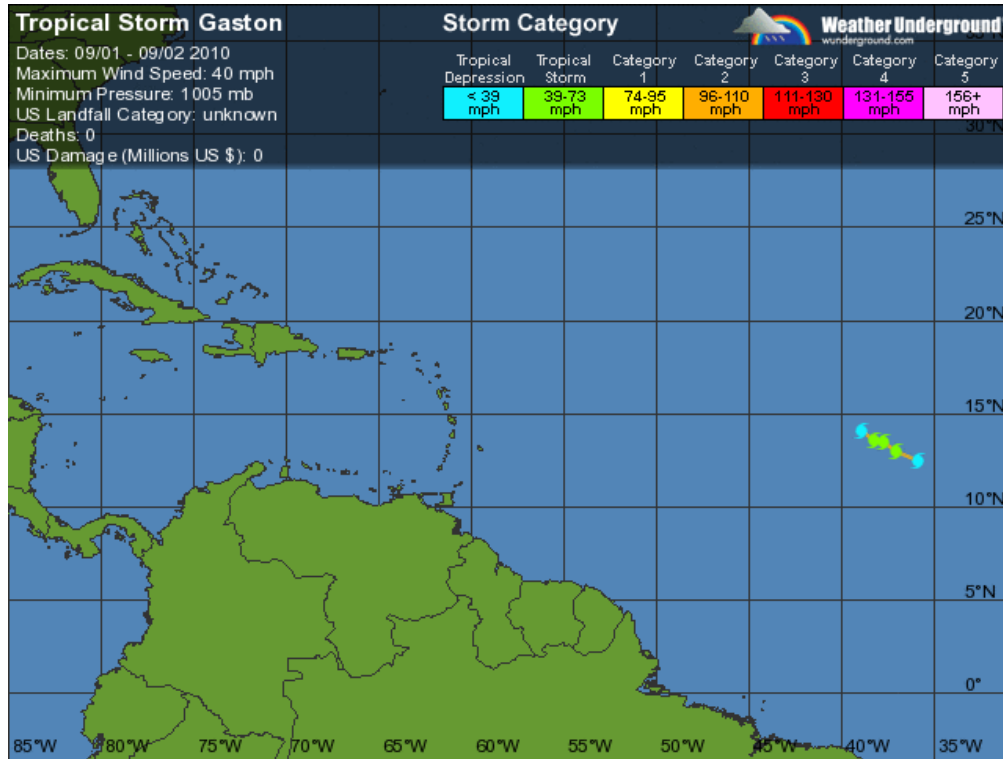 Tropical Storm Gaston
Dates: 09/01 - 09/02 2010
Maximum Wind Speed: 40 mph
Minimum Pressure: 1005 mb
US Landfall Category: unknown
Deaths: 0
US Damage (Millions US $): 0
Storm Category
Weather Underground
wunderground.com
Tropical Depression
< 39 mph
Tropical Storm
39-73 mph
Category 1
74-95 mph
Category 2
96-110 mph
Category 3
111-130 mph
Category 4
131-155 mph
Category 5
156+ mph
30°N
25°N
20°N
15°N
10°N
5°N
0°
85°W 80°W 75°W 70°W 65°W 60°W 55°W 50°W 45°W 40°W 35°W